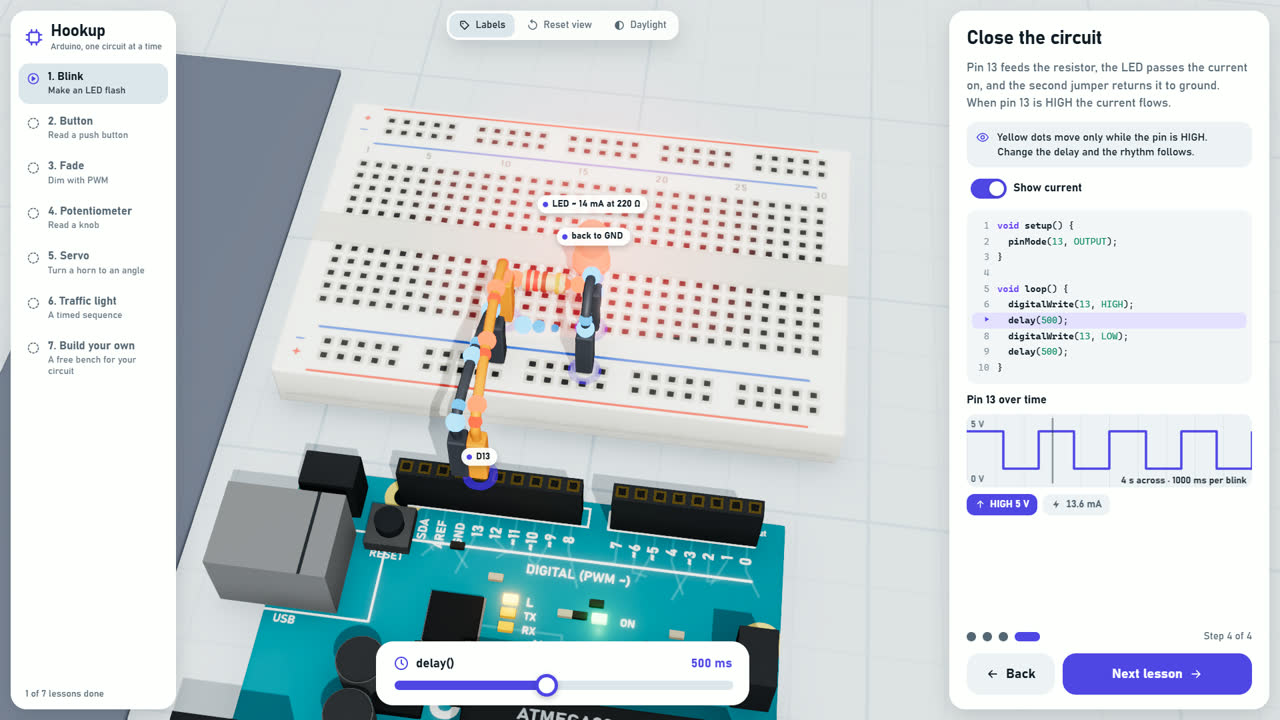 Hookup
Arduino, one circuit at a time
1. Blink
Make an LED flash
2. Button
Read a push button
3. Fade
Dim with PWM
4. Potentiometer
Read a knob
5. Servo
Turn a horn to an angle
6. Traffic light
A timed sequence
7. Build your own
A free bench for your
circuit
1 of 7 lessons done
Labels
Reset view
Daylight
1
5
10
15
20
25
30
LED ~ 14 mA at 220 Ω
back to GND
D13
SDA
AREF
GND
13
12
~11
~10
~9
8
7
~6
~5
4
~3
2
1
0
RESET
DIGITAL (PWM ~)
USB
L
TX
RX
ON
delay()
500 ms
Close the circuit
Pin 13 feeds the resistor, the LED passes the current
on, and the second jumper returns it to ground.
When pin 13 is HIGH the current flows.
Yellow dots move only while the pin is HIGH.
Change the delay and the rhythm follows.
Show current
1 void setup() {
2 pinMode(13, OUTPUT);
3 }
4
5 void loop() {
6 digitalWrite(13, HIGH);
delay(500);
8 digitalWrite(13, LOW);
9 delay(500);
10 }
Pin 13 over time
5 V
0 V
4 s across · 1000 ms per blink
HIGH 5 V
13.6 mA
Step 4 of 4
Back
Next lesson